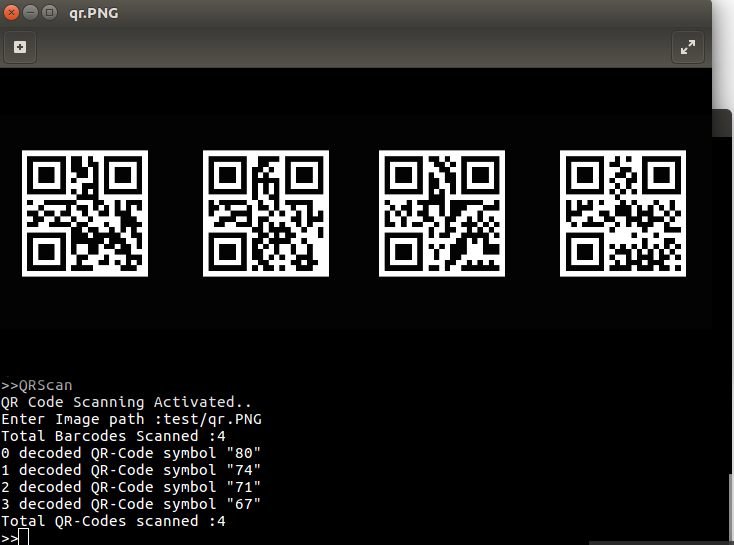 qr.PNG
>>QRScan
QR Code Scanning Activated..
Enter Image path :test/qr.PNG
Total Barcodes Scanned :4
0 decoded QR-Code symbol "80"
1 decoded QR-Code symbol "74"
2 decoded QR-Code symbol "71"
3 decoded QR-Code symbol "67"
Total QR-Codes scanned :4
>>